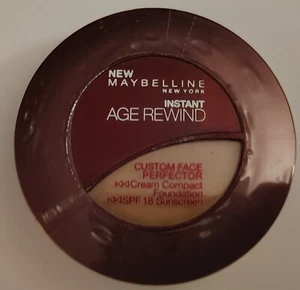 NEW
MAYBELLINE
NEW YORK
INSTANT
AGE REWIND
CUSTOM FACE
PERFECTOR
Cream Compact
Foundation
SPF 18 Sunscreen